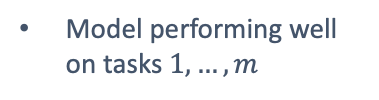 • Model performing well
on tasks 1, … , m